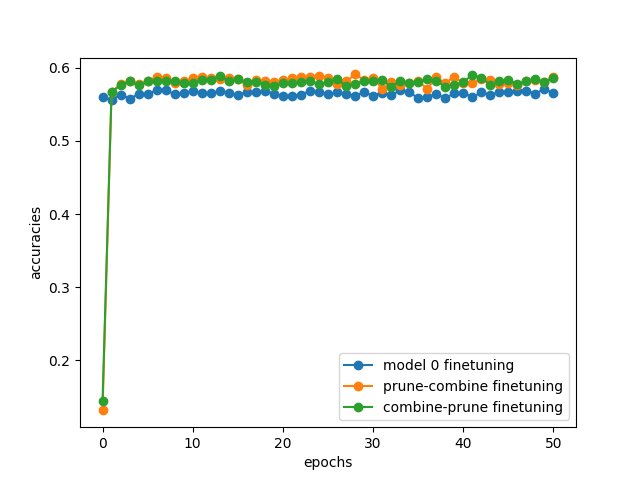 0.6
0.5
0.4
0.3
0.2
accuracies
0
10
20
30
40
50
epochs
model 0 finetuning
prune-combine finetuning
combine-prune finetuning